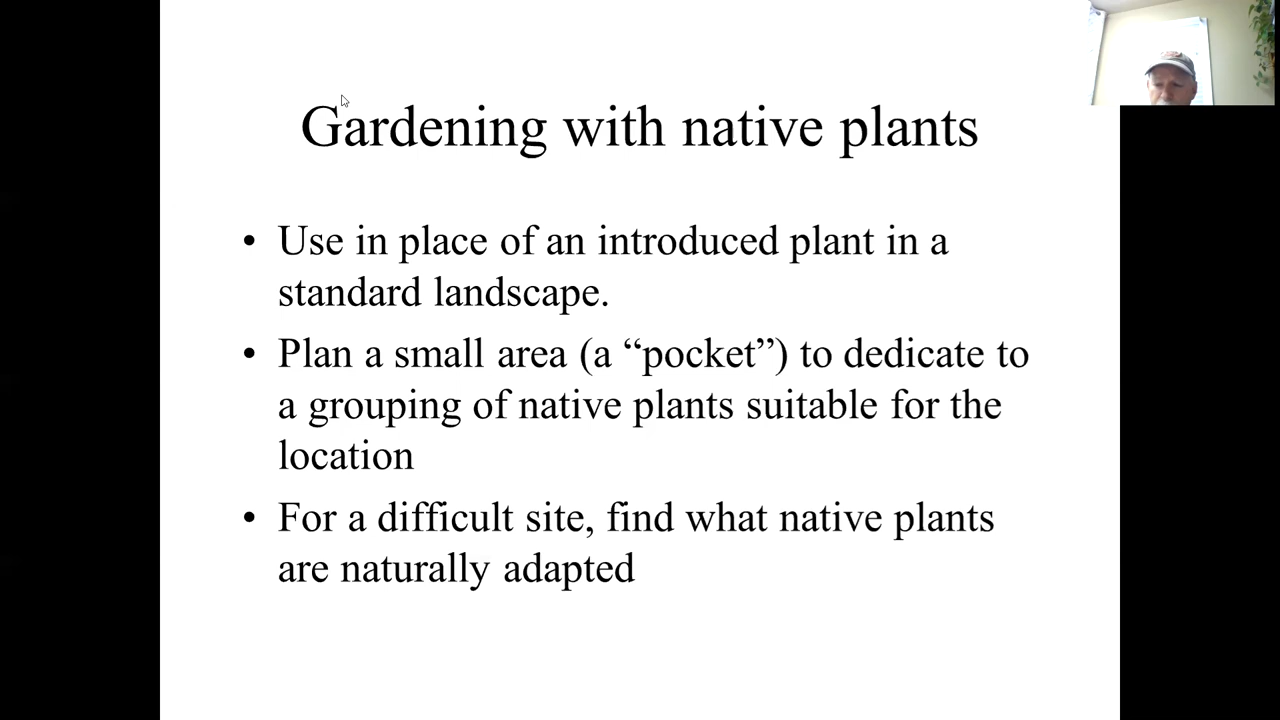 Gardening with native plants
• Use in place of an introduced plant in a
standard landscape.
• Plan a small area (a “pocket”) to dedicate to
a grouping of native plants suitable for the
location
• For a difficult site, find what native plants
are naturally adapted